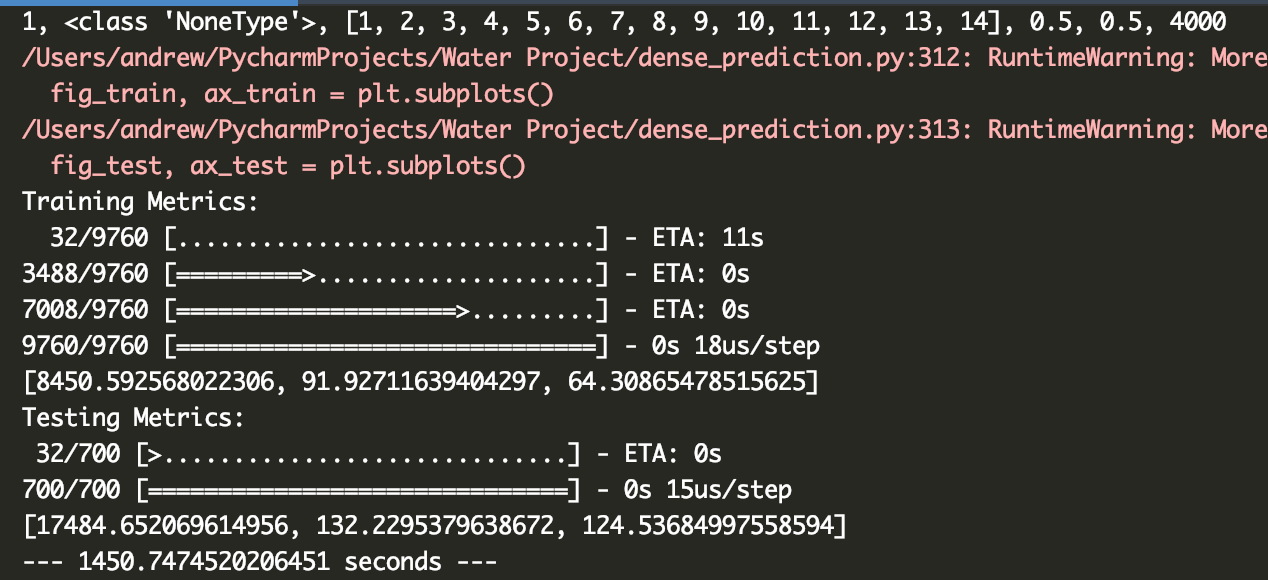 1, <class 'NoneType'>, [1, 2, 3, 4, 5, 6, 7, 8, 9, 10, 11, 12, 13, 14], 0.5, 0.5, 4000
/Users/andrew/PycharmProjects/Water Project/dense_prediction.py:312: RuntimeWarning: More
  fig_train, ax_train = plt.subplots()
/Users/andrew/PycharmProjects/Water Project/dense_prediction.py:313: RuntimeWarning: More
  fig_test, ax_test = plt.subplots()
Training Metrics:
  32/9760 [..............................] - ETA: 11s
3488/9760 [=========>....................] - ETA: 0s
7008/9760 [====================>.........] - ETA: 0s
9760/9760 [==============================] - 0s 18us/step
[8450.592568022306, 91.92711639404297, 64.30865478515625]
Testing Metrics:
 32/700 [>.............................] - ETA: 0s
700/700 [==============================] - 0s 15us/step
[17484.652069614956, 132.2295379638672, 124.53684997558594]
--- 1450.7474520206451 seconds ---